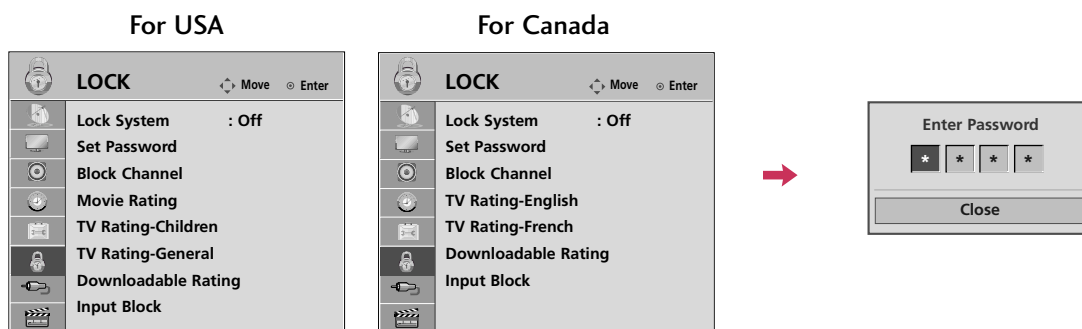 For USA
LOCK Move Enter
Lock System : Off
Set Password
Block Channel
Movie Rating
TV Rating-Children
TV Rating-General
Downloadable Rating
Input Block
For Canada
LOCK Move Enter
Lock System : Off
Set Password
Block Channel
TV Rating-English
TV Rating-French
Downloadable Rating
Input Block
Enter Password
* * * *
Close